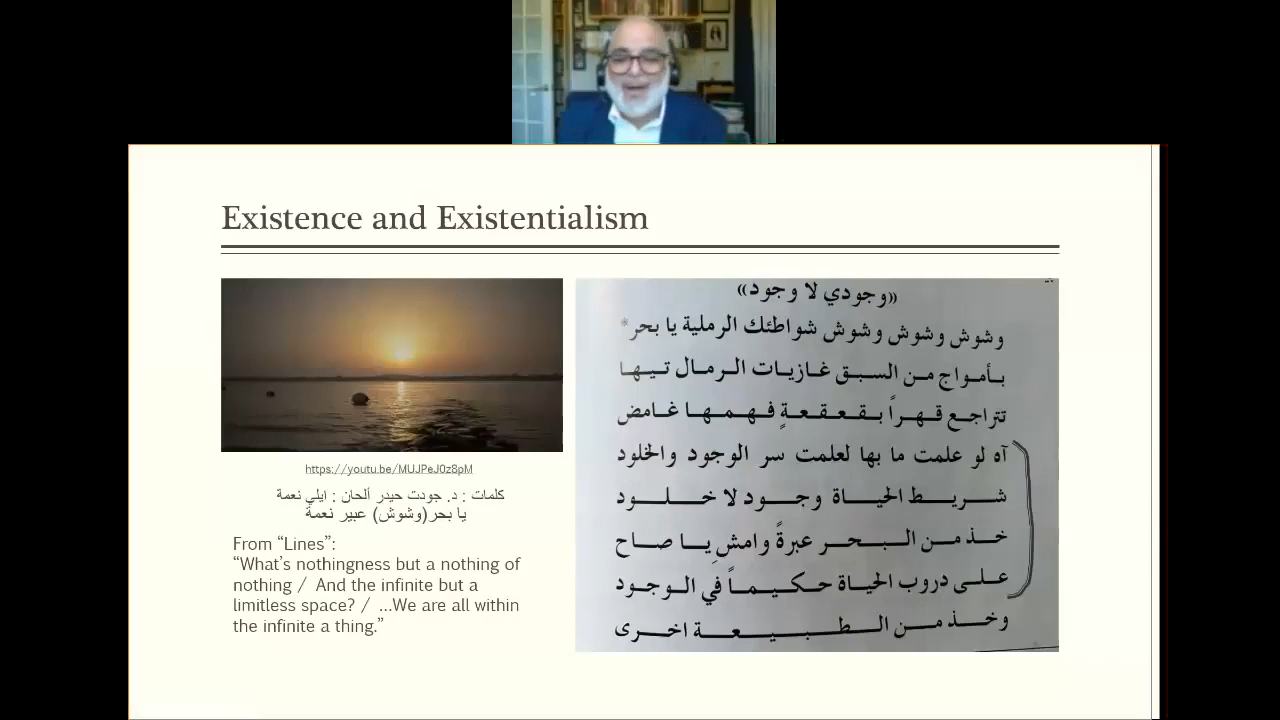 Existence and Existentialism
https://youtu.be/MUJPeJ0z8pM
كلمات : د. جودت حيدر ألحان : ايلي نعمة
يا بحر(وشوش) عبير نعمة
From “Lines”:
“What’s nothingness but a nothing of
nothing / And the infinite but a
limitless space? / ...We are all within
the infinite a thing.”
«وجودي لا وجود»
وشوش وشوش وشوش شواطئك الرملية يا بحر*
بأمواج من السبق غازيات الرمال تيها
تتراجع قهراً بقعقعةٍ فهمها غامض
آه لو علمت ما بها لعلمت سر الوجود والخلود
شريط الحياة وجود لا خلود
خذ من البحر عبرةً وامشِ يا صاح
على دروب الحياة حكيماً في الوجود
وخذ من الطبيعة اخرى